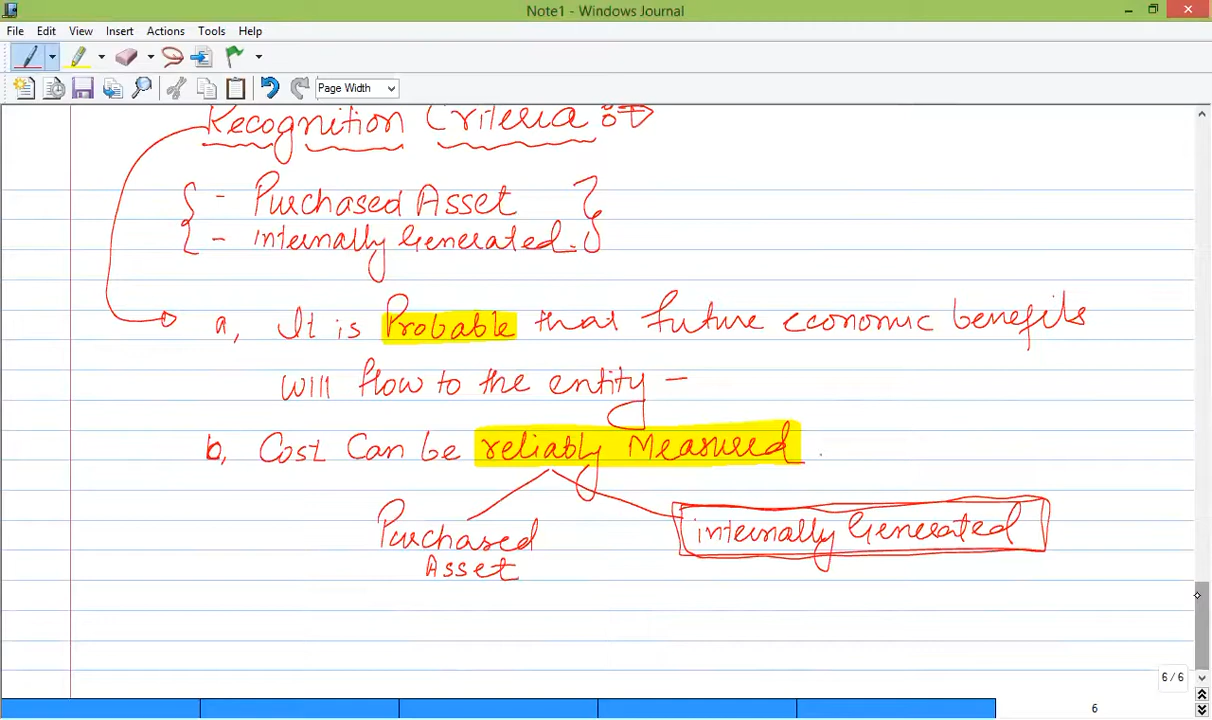 Note1 - Windows Journal
File Edit View Insert Actions Tools Help
Page Width
Recognition Criteria
- Purchased Asset
- internally Generated.
a, It is Probable that future economic benefits
will flow to the entity -
b, Cost Can be reliably Measured.
Purchased
Asset
internally Generated
6 / 6
6